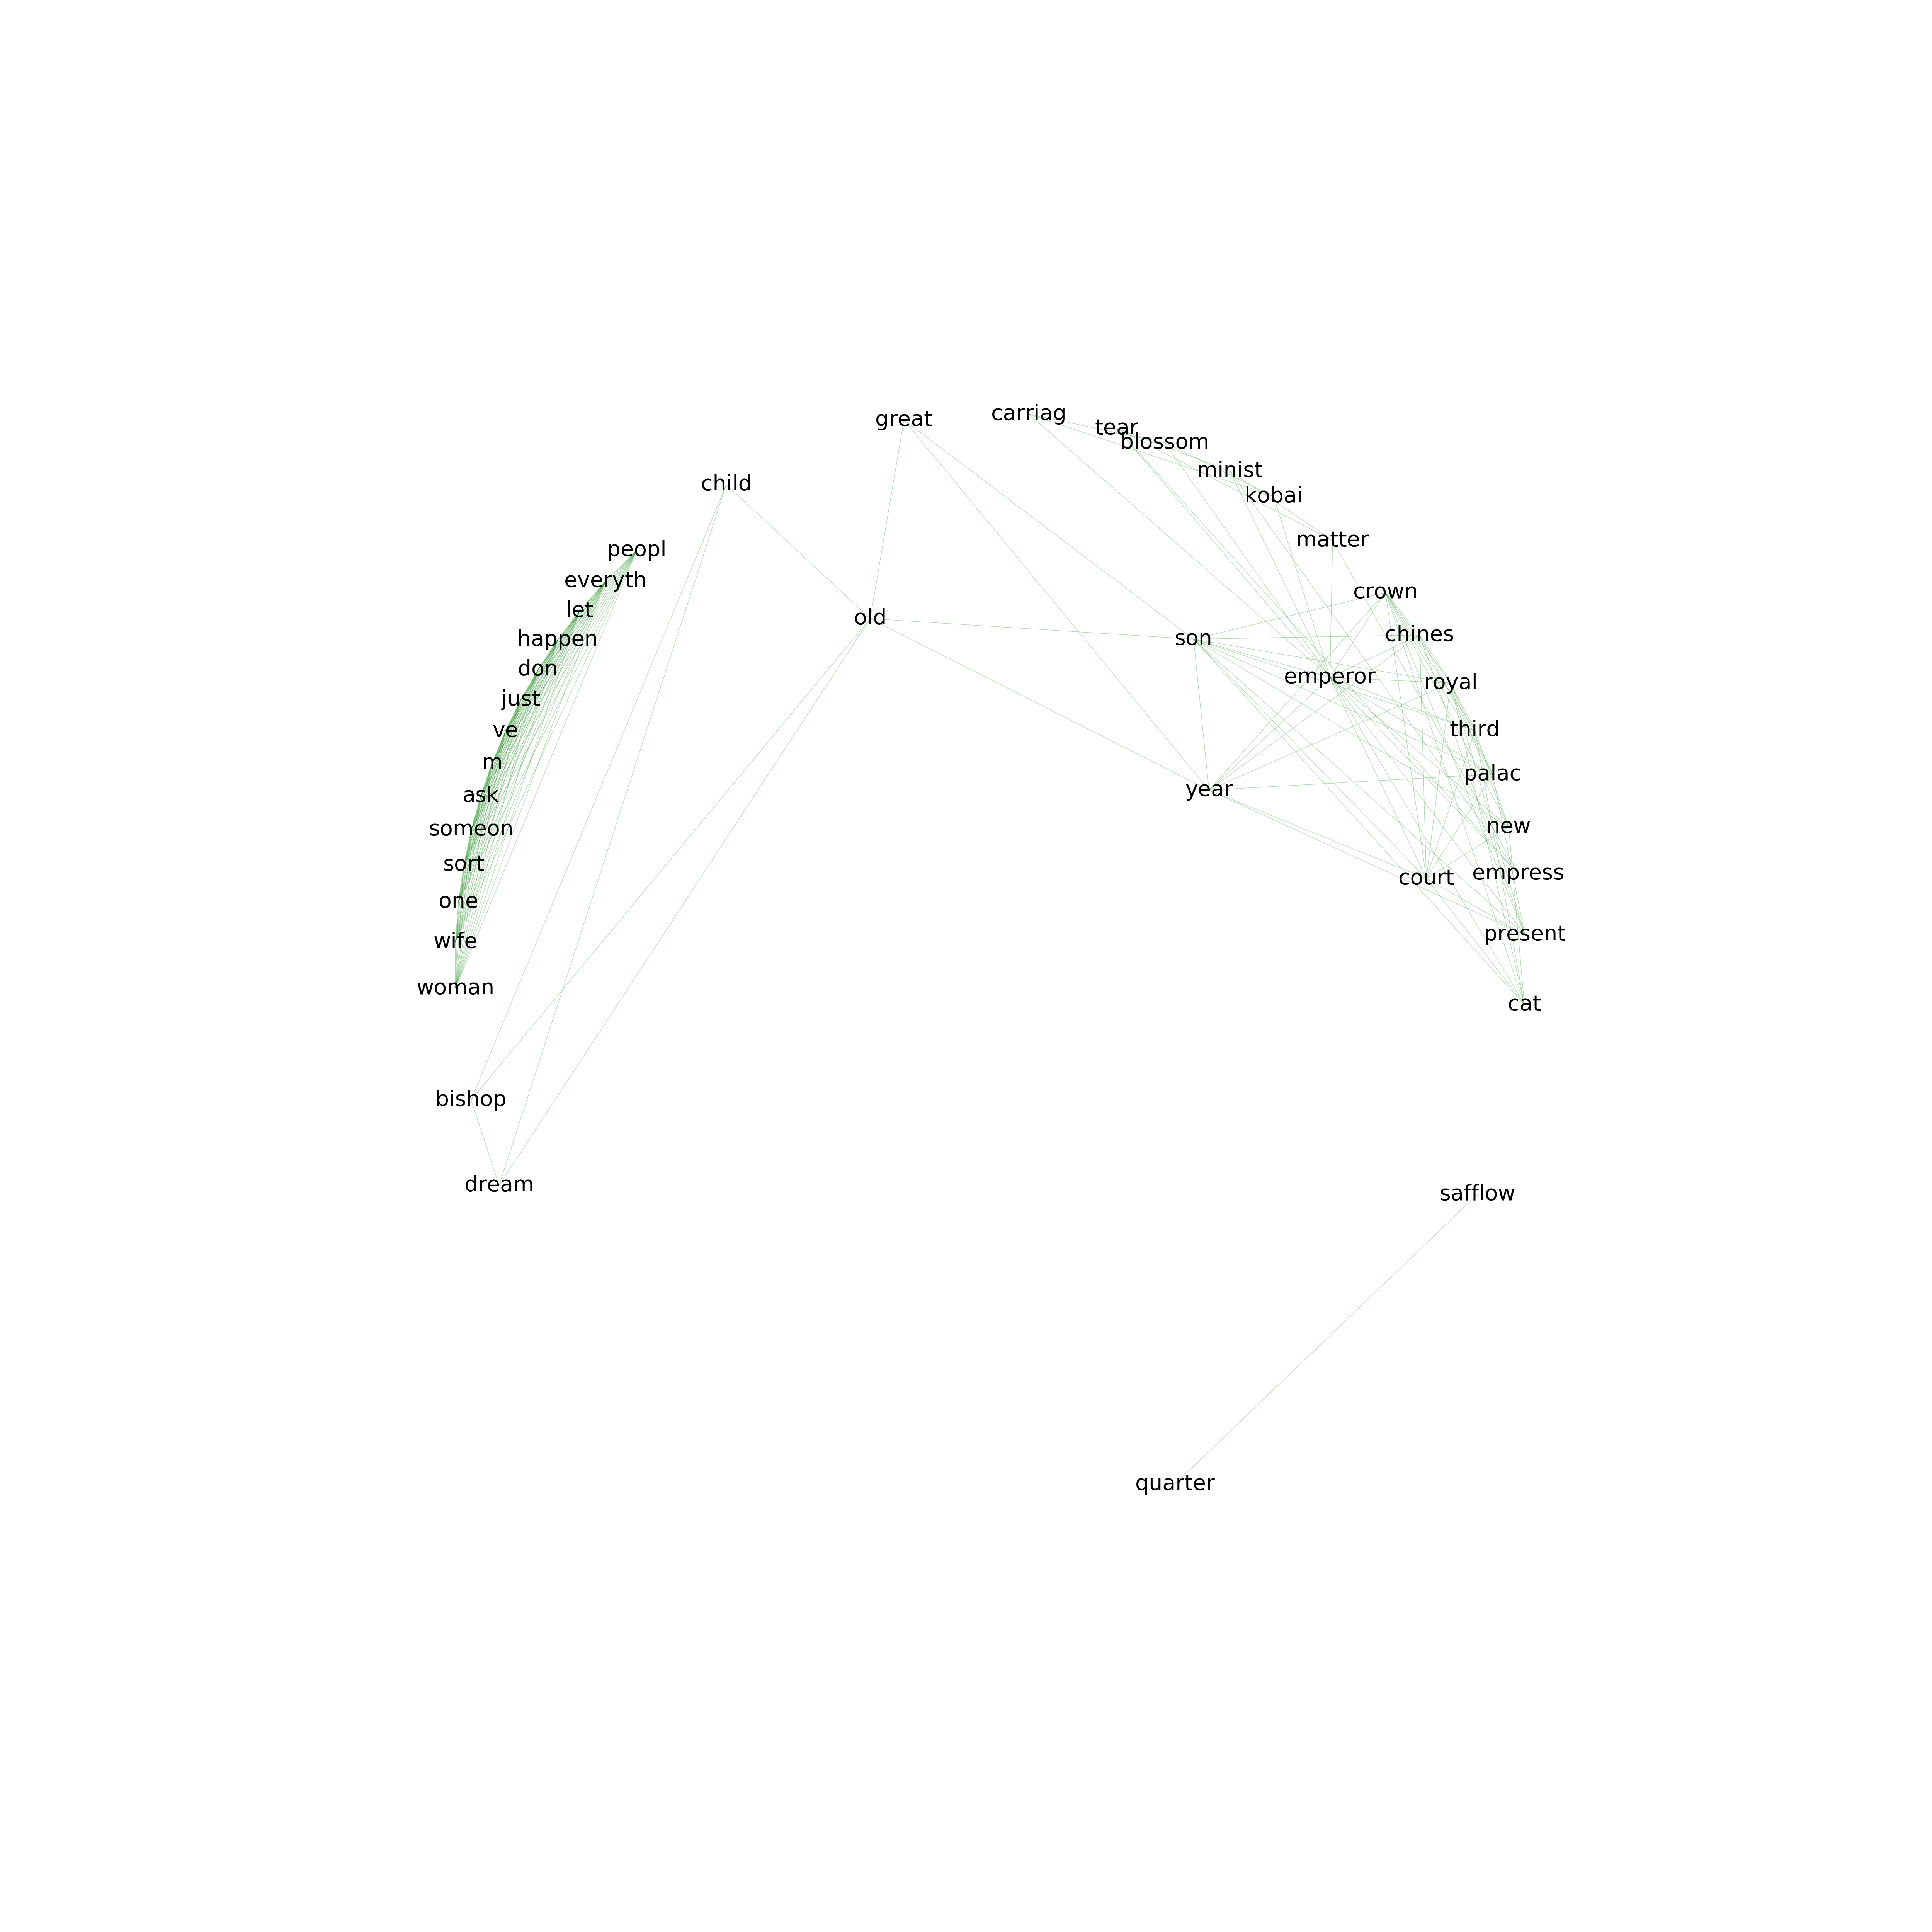 carriag
great
tear
blossom
minist
child
kobai
matter
peopl
everyth
crown
let
old
chines
son
happen
don
emperor
royal
just
third
ve
m
palac
year
ask
new
someon
sort
empress
court
one
present
wife
woman
cat
bishop
dream
safflow
quarter